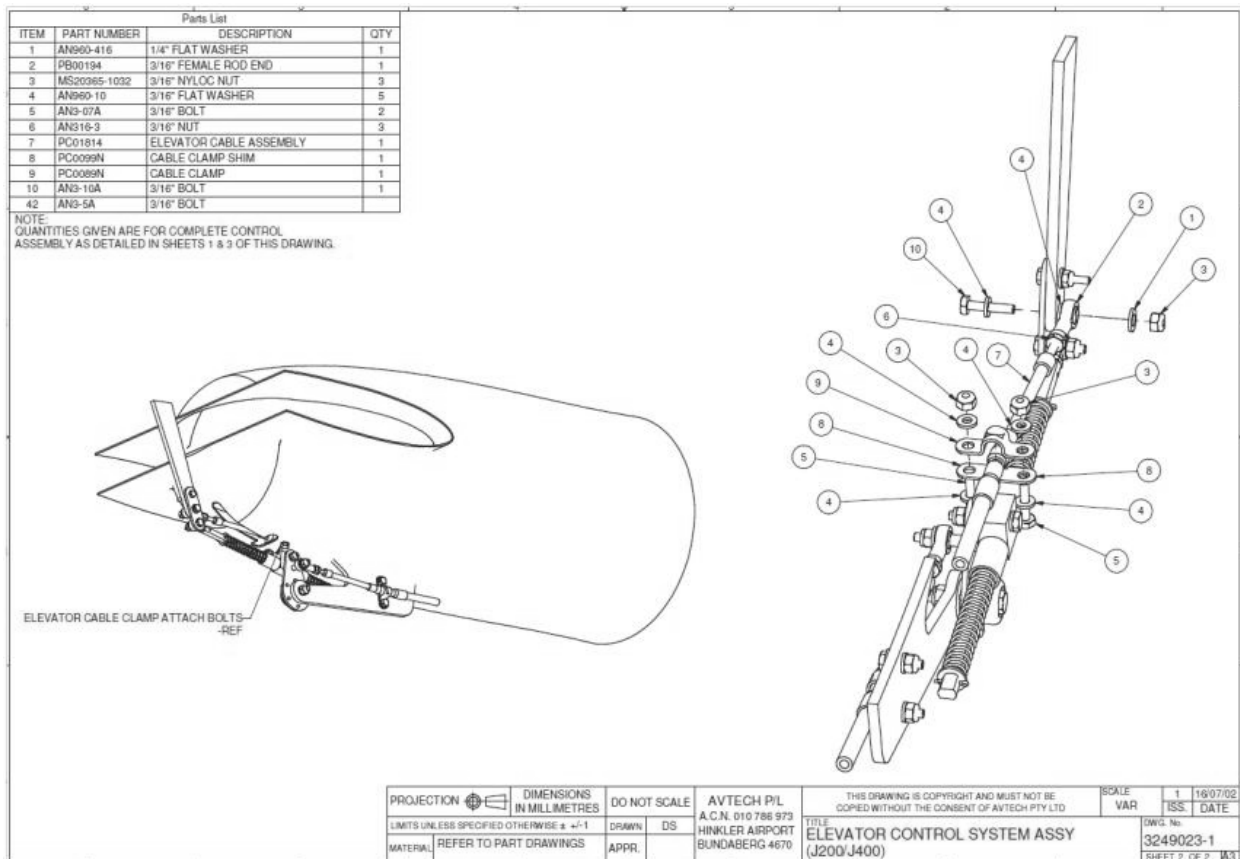 Parts List
ITEM PART NUMBER DESCRIPTION QTY
1 AN960-416 1/4" FLAT WASHER 1
2 PB00194 3/16" FEMALE ROD END 1
3 MS20365-1032 3/16" NYLOC NUT 3
4 AN960-10 3/16" FLAT WASHER 5
5 AN3-07A 3/16" BOLT 2
6 AN316-3 3/16" NUT 3
7 PC01814 ELEVATOR CABLE ASSEMBLY 1
8 PC0099N CABLE CLAMP SHIM 1
9 PC0089N CABLE CLAMP 1
10 AN3-10A 3/16" BOLT 1
42 AN3-5A 3/16" BOLT
NOTE:
QUANTITIES GIVEN ARE FOR COMPLETE CONTROL
ASSEMBLY AS DETAILED IN SHEETS 1 & 3 OF THIS DRAWING.
4
2
4
1
10
3
6
4
3
4
7
3
9
8
5
8
4
4
5
ELEVATOR CABLE CLAMP ATTACH BOLTS
-REF
PROJECTION
DIMENSIONS
IN MILLIMETRES
DO NOT SCALE
LIMITS UNLESS SPECIFIED OTHERWISE ± +/-1
DRAWN DS
MATERIAL REFER TO PART DRAWINGS
APPR.
AVTECH P/L
A.C.N. 010 786 973
HINKLER AIRPORT
BUNDABERG 4670
THIS DRAWING IS COPYRIGHT AND MUST NOT BE
COPIED WITHOUT THE CONSENT OF AVTECH PTY LTD
SCALE
VAR
1 16/07/02
ISS. DATE
TITLE
ELEVATOR CONTROL SYSTEM ASSY
(J200/J400)
DWG. No.
3249023-1
SHEET 2 OF 2 A3